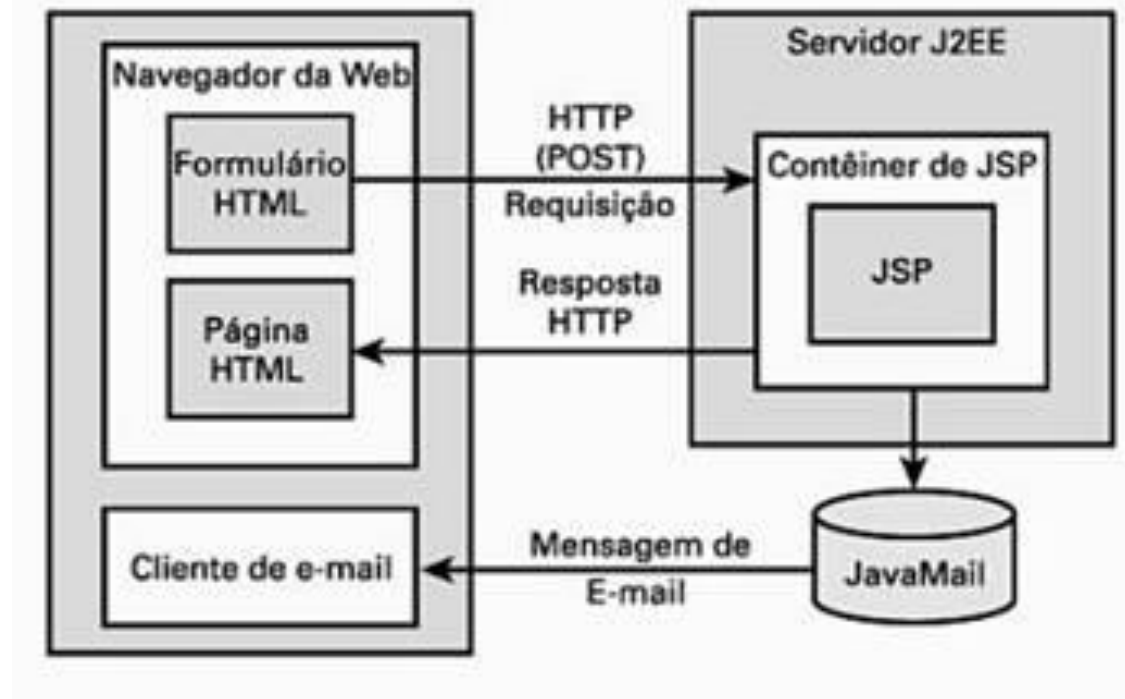 Servidor J2EE
Navegador da Web
Formulário
HTML
HTTP
(POST)
Requisição
Contêiner de JSP
JSP
Resposta
HTTP
Página
HTML
Cliente de e-mail
Mensagem de
E-mail
JavaMail